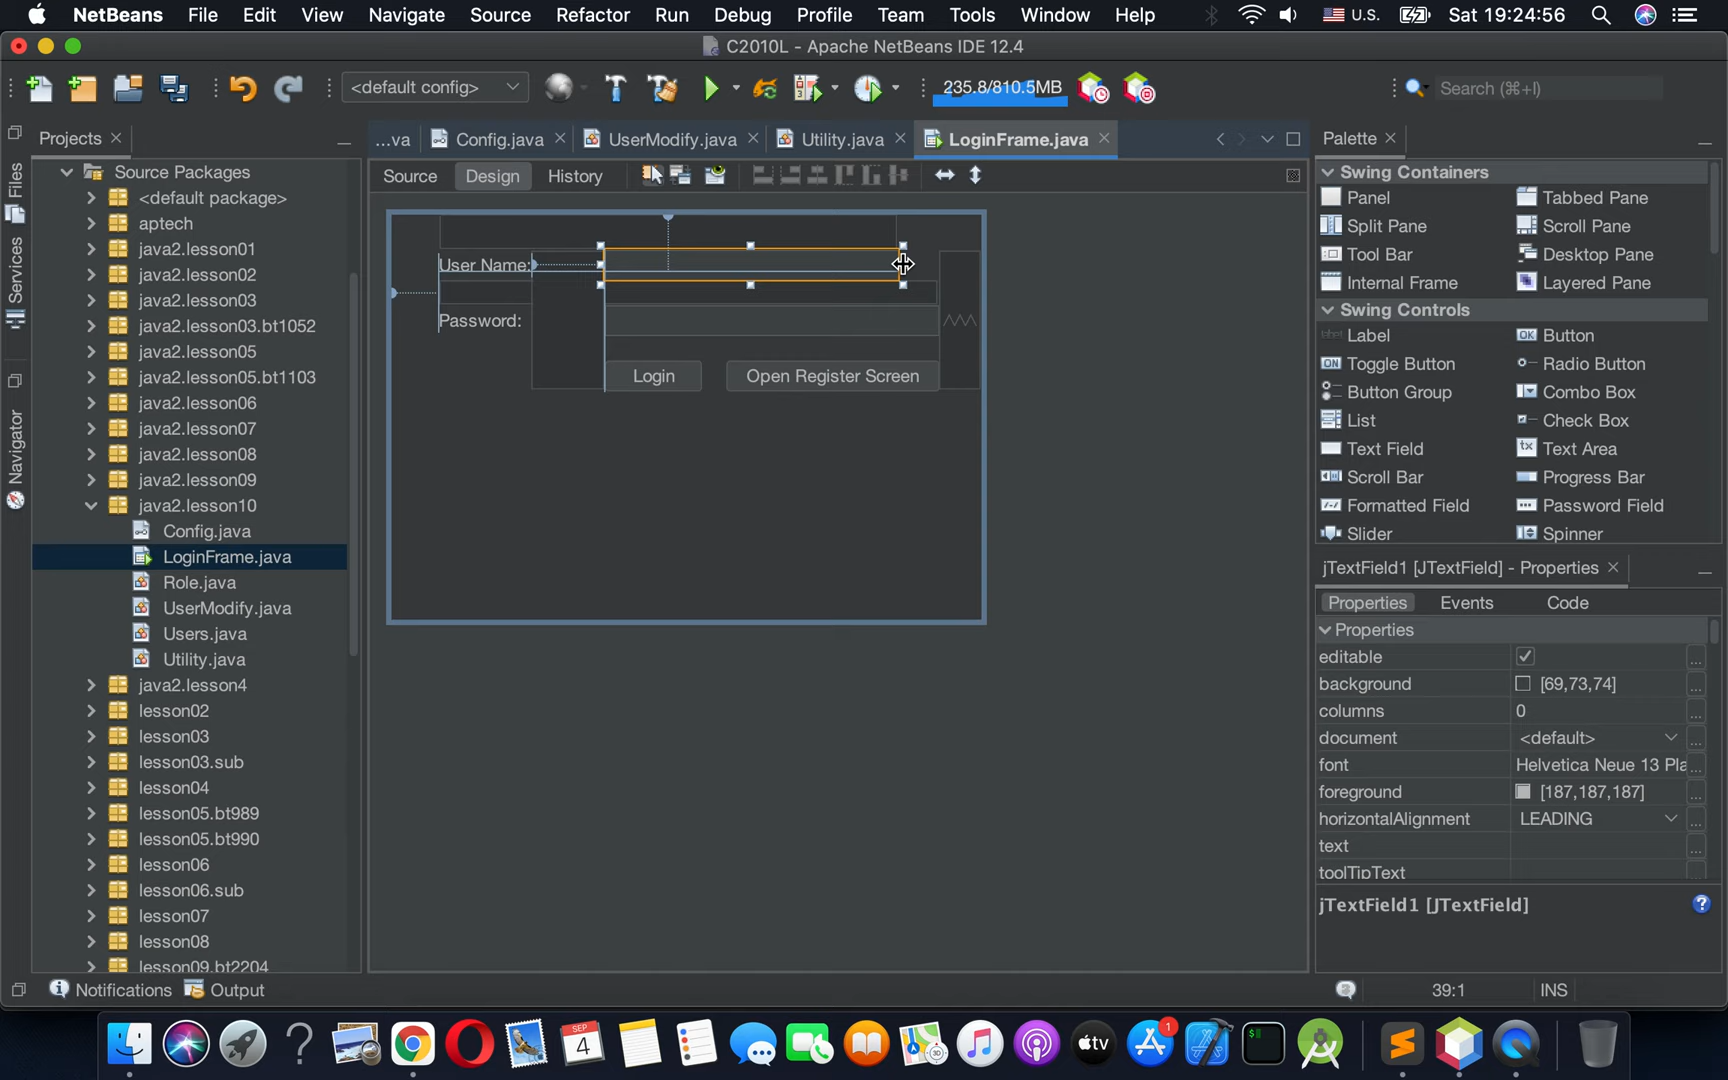 NetBeans File Edit View Navigate Source Refactor Run Debug Profile Team Tools Window Help U.S. Sat 19:24:56
C2010L - Apache NetBeans IDE 12.4
<default config> 235.8/810.5MB Search (⌘+I)
Projects ...va Config.java UserModify.java Utility.java LoginFrame.java Palette
Source Design History
Files
Services
Navigator
Source Packages
<default package>
aptech
java2.lesson01
java2.lesson02
java2.lesson03
java2.lesson03.bt1052
java2.lesson05
java2.lesson05.bt1103
java2.lesson06
java2.lesson07
java2.lesson08
java2.lesson09
java2.lesson10
Config.java
LoginFrame.java
Role.java
UserModify.java
Users.java
Utility.java
java2.lesson4
lesson02
lesson03
lesson03.sub
lesson04
lesson05.bt989
lesson05.bt990
lesson06
lesson06.sub
lesson07
lesson08
lesson09.bt2204
User Name:
Password:
Login Open Register Screen
Swing Containers
Panel Tabbed Pane
Split Pane Scroll Pane
Tool Bar Desktop Pane
Internal Frame Layered Pane
Swing Controls
Label Button
Toggle Button Radio Button
Button Group Combo Box
List Check Box
Text Field Text Area
Scroll Bar Progress Bar
Formatted Field Password Field
Slider Spinner
jTextField1 [JTextField] - Properties
Properties Events Code
Properties
editable
background [69,73,74]
columns 0
document <default>
font Helvetica Neue 13 Pla
foreground [187,187,187]
horizontalAlignment LEADING
text
toolTipText
jTextField1 [JTextField]
Notifications Output 39:1 INS
SEP
4
tv
1